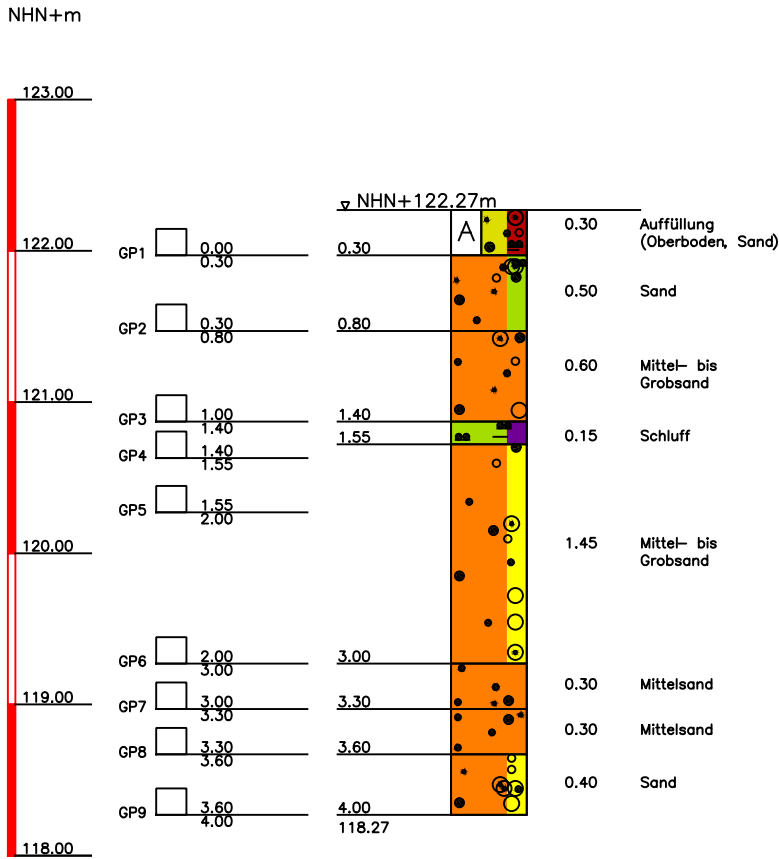 NHN+m
123.00
NHN+122.27m
A
0.30
Auffüllung
(Oberboden, Sand)
122.00
GP1
0.00
0.30
0.30
0.50
Sand
GP2
0.30
0.80
0.80
0.60
Mittel– bis
Grobsand
121.00
GP3
1.00
1.40
1.40
0.15
Schluff
GP4
1.40
1.55
1.55
GP5
1.55
2.00
120.00
1.45
Mittel– bis
Grobsand
GP6
2.00
3.00
3.00
0.30
Mittelsand
119.00
GP7
3.00
3.30
3.30
0.30
Mittelsand
GP8
3.30
3.60
3.60
0.40
Sand
GP9
3.60
4.00
4.00
118.27
118.00